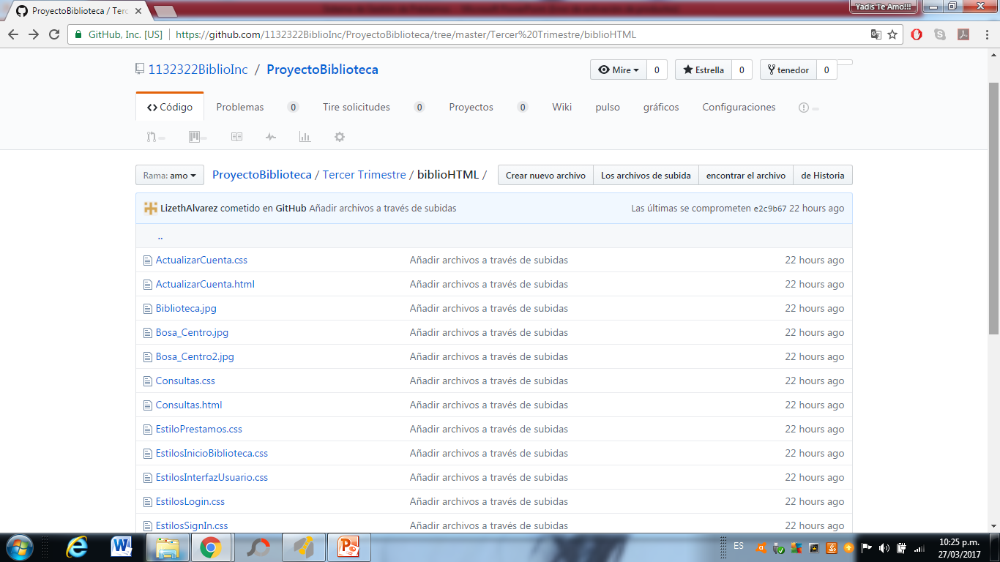 ProyectoBiblioteca / Terc
Yadis Te Amo!!!
GitHub, Inc. [US] https://github.com/1132322BiblioInc/ProyectoBiblioteca/tree/master/Tercer%20Trimestre/biblioHTML
1132322BiblioInc / ProyectoBiblioteca
Mire 0 Estrella 0 tenedor 0
Código Problemas 0 Tire solicitudes 0 Proyectos 0 Wiki pulso gráficos Configuraciones
Rama: amo ProyectoBiblioteca / Tercer Trimestre / biblioHTML / Crear nuevo archivo Los archivos de subida encontrar el archivo de Historia
LizethAlvarez cometido en GitHub Añadir archivos a través de subidas Las últimas se comprometen e2c9b67 22 hours ago
..
ActualizarCuenta.css Añadir archivos a través de subidas 22 hours ago
ActualizarCuenta.html Añadir archivos a través de subidas 22 hours ago
Biblioteca.jpg Añadir archivos a través de subidas 22 hours ago
Bosa_Centro.jpg Añadir archivos a través de subidas 22 hours ago
Bosa_Centro2.jpg Añadir archivos a través de subidas 22 hours ago
Consultas.css Añadir archivos a través de subidas 22 hours ago
Consultas.html Añadir archivos a través de subidas 22 hours ago
EstiloPrestamos.css Añadir archivos a través de subidas 22 hours ago
EstilosInicioBiblioteca.css Añadir archivos a través de subidas 22 hours ago
EstilosInterfazUsuario.css Añadir archivos a través de subidas 22 hours ago
EstilosLogin.css Añadir archivos a través de subidas 22 hours ago
EstilosSignIn.css Añadir archivos a través de subidas 22 hours ago
ES
10:25 p.m.
27/03/2017